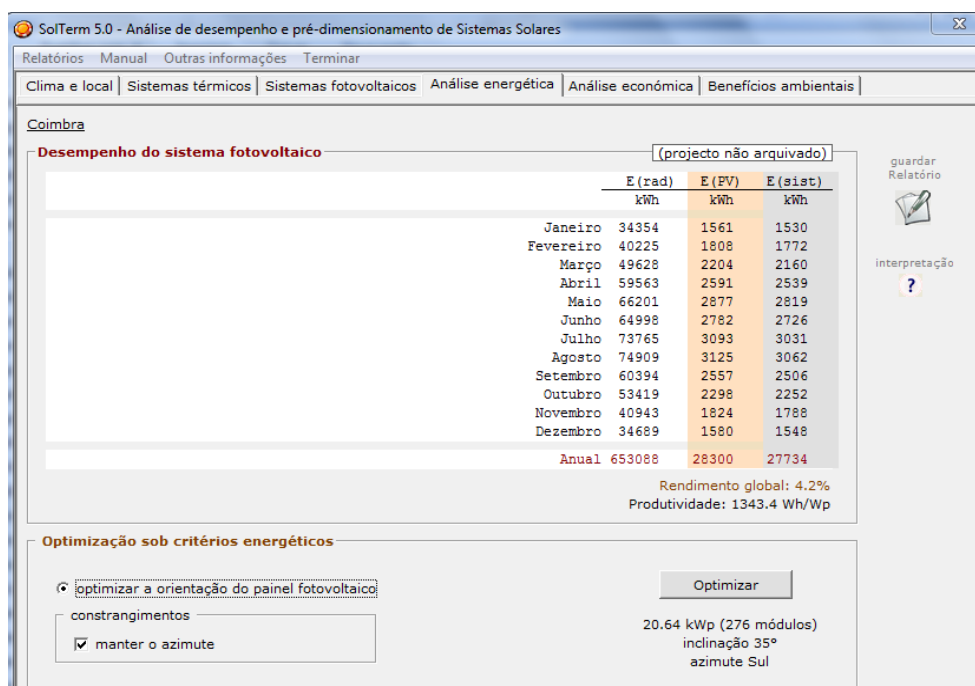 SolTerm 5.0 - Análise de desempenho e pré-dimensionamento de Sistemas Solares
Relatórios Manual Outras informações Terminar
Clima e local Sistemas térmicos Sistemas fotovoltaicos Análise energética Análise económica Benefícios ambientais
Coimbra
Desempenho do sistema fotovoltaico (projecto não arquivado)
E(rad) E(PV) E(sist)
kWh kWh kWh
Janeiro 34354 1561 1530
Fevereiro 40225 1808 1772
Março 49628 2204 2160
Abril 59563 2591 2539
Maio 66201 2877 2819
Junho 64998 2782 2726
Julho 73765 3093 3031
Agosto 74909 3125 3062
Setembro 60394 2557 2506
Outubro 53419 2298 2252
Novembro 40943 1824 1788
Dezembro 34689 1580 1548
Anual 653088 28300 27734
Rendimento global: 4.2%
Produtividade: 1343.4 Wh/Wp
guardar
Relatório
interpretação
?
Optimização sob critérios energéticos
optimizar a orientação do painel fotovoltaico
constrangimentos
manter o azimute
Optimizar
20.64 kWp (276 módulos)
inclinação 35°
azimute Sul